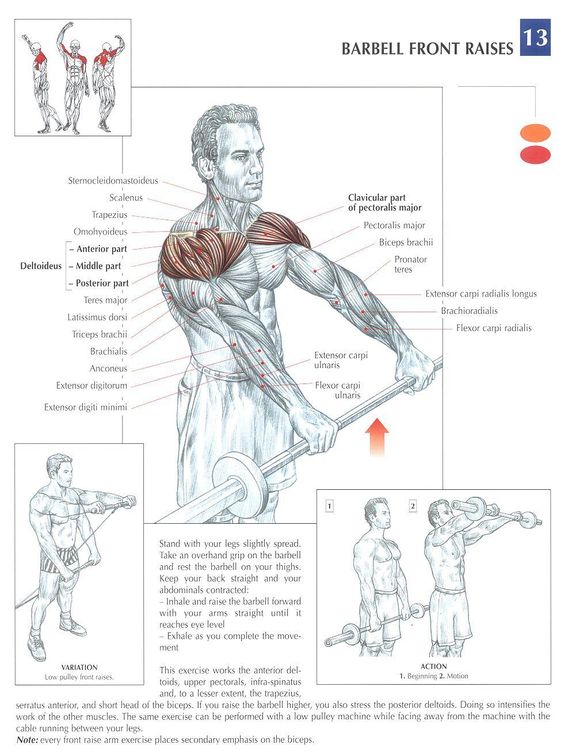 BARBELL FRONT RAISES 13
Sternocleidomastoideus
Scalenus
Trapezius
Omohyoideus
Deltoideus
– Anterior part
– Middle part
– Posterior part
Teres major
Latissimus dorsi
Triceps brachii
Brachialis
Anconeus
Extensor digitorum
Extensor digiti minimi
Clavicular part
of pectoralis major
Pectoralis major
Biceps brachii
Pronator
teres
Extensor carpi radialis longus
Brachioradialis
Flexor carpi radialis
Extensor carpi
ulnaris
Flexor carpi
ulnaris
VARIATION
Low pulley front raises.
Stand with your legs slightly spread.
Take an overhand grip on the barbell
and rest the barbell on your thighs.
Keep your back straight and your
abdominals contracted:
– Inhale and raise the barbell forward
with your arms straight until it
reaches eye level
– Exhale as you complete the move-
ment
1
2
ACTION
1. Beginning 2. Motion
This exercise works the anterior del-
toids, upper pectorals, infra-spinatus
and, to a lesser extent, the trapezius,
serratus anterior, and short head of the biceps. If you raise the barbell higher, you also stress the posterior deltoids. Doing so intensifies the
work of the other muscles. The same exercise can be performed with a low pulley machine while facing away from the machine with the
cable running between your legs.
Note: every front raise arm exercise places secondary emphasis on the biceps.